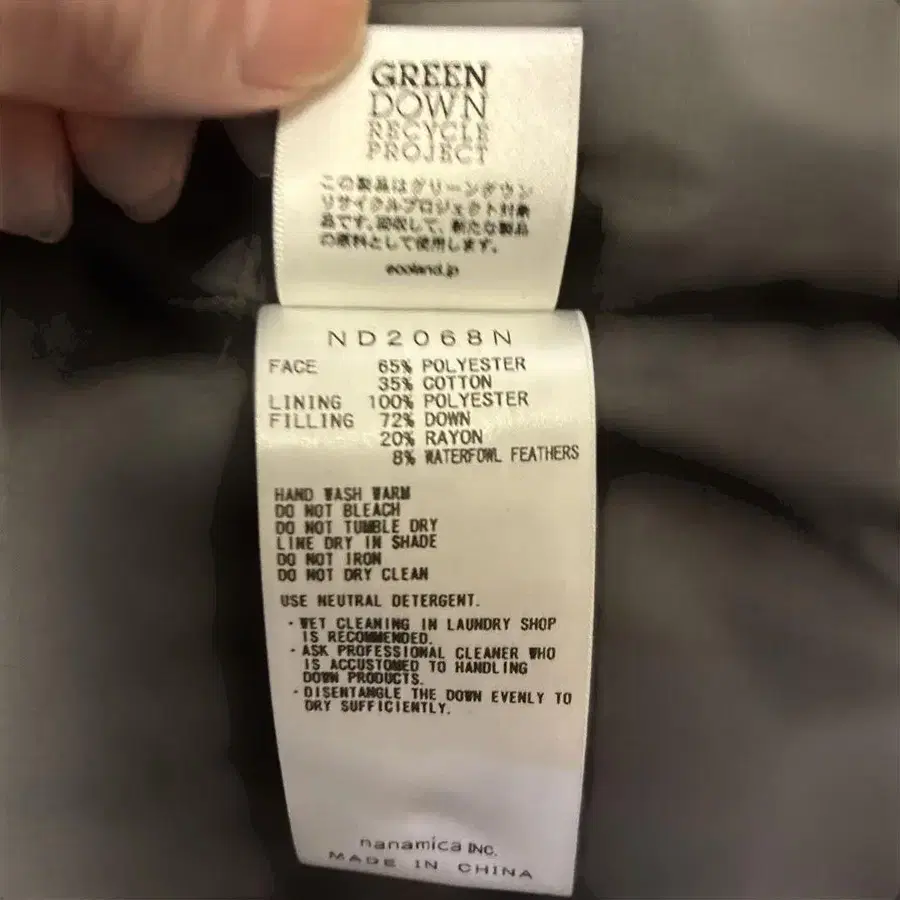 GREEN
DOWN
RECYCLE
PROJECT
この製品はグリーンダウン
リサイクルプロジェクト対象
品です。回収して、新たな製品
の原料として使用します。
ecoland.jp
ND2068N
FACE 65% POLYESTER
35% COTTON
LINING 100% POLYESTER
FILLING 72% DOWN
20% RAYON
8% WATERFOWL FEATHERS
HAND WASH WARM
DO NOT BLEACH
DO NOT TUMBLE DRY
LINE DRY IN SHADE
DO NOT IRON
DO NOT DRY CLEAN
USE NEUTRAL DETERGENT.
・WET CLEANING IN LAUNDRY SHOP
IS RECOMMENDED.
・ASK PROFESSIONAL CLEANER WHO
IS ACCUSTOMED TO HANDLING
DOWN PRODUCTS.
・DISENTANGLE THE DOWN EVENLY TO
DRY SUFFICIENTLY.
nanamica INC.
MADE IN CHINA